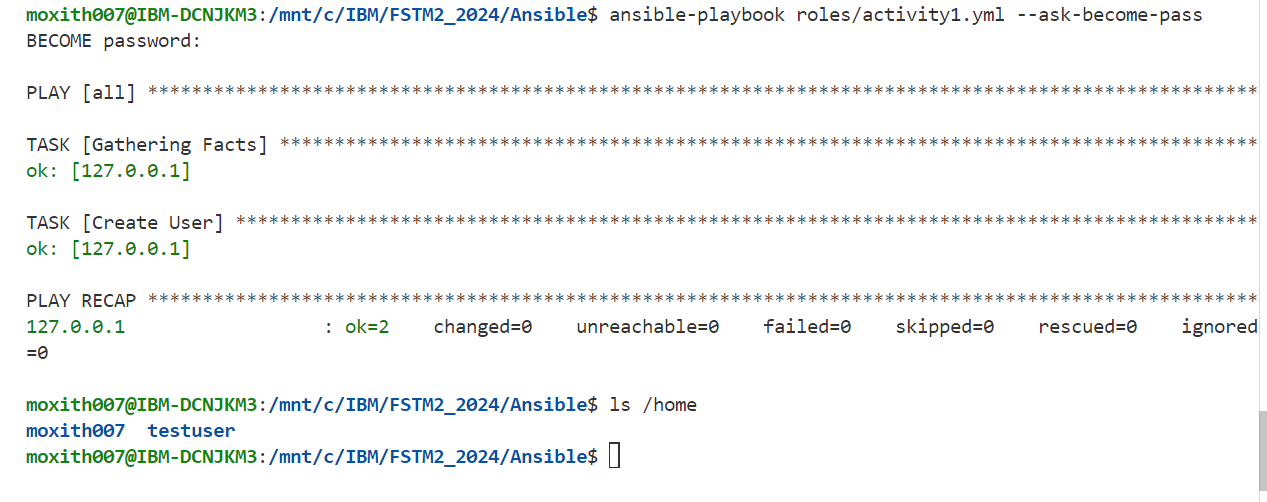 moxith007@IBM-DCNJKM3:/mnt/c/IBM/FSTM2_2024/Ansible$ ansible-playbook roles/activity1.yml --ask-become-pass
BECOME password:
PLAY [all] *****************************************************************************************************
TASK [Gathering Facts] *****************************************************************************************
ok: [127.0.0.1]
TASK [Create User] *********************************************************************************************
ok: [127.0.0.1]
PLAY RECAP *****************************************************************************************************
127.0.0.1                  : ok=2    changed=0    unreachable=0    failed=0    skipped=0    rescued=0    ignored
=0
moxith007@IBM-DCNJKM3:/mnt/c/IBM/FSTM2_2024/Ansible$ ls /home
moxith007  testuser
moxith007@IBM-DCNJKM3:/mnt/c/IBM/FSTM2_2024/Ansible$